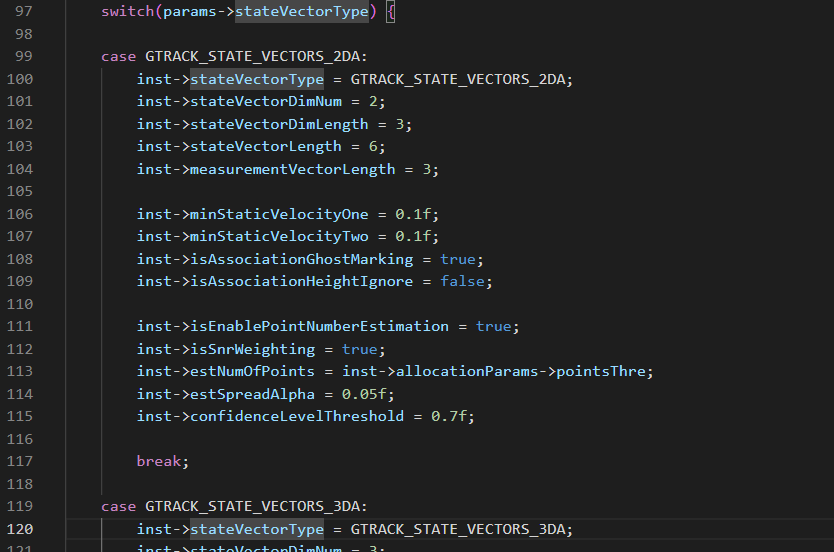 97 switch(params->stateVectorType) {
98
99 case GTRACK_STATE_VECTORS_2DA:
100 inst->stateVectorType = GTRACK_STATE_VECTORS_2DA;
101 inst->stateVectorDimNum = 2;
102 inst->stateVectorDimLength = 3;
103 inst->stateVectorLength = 6;
104 inst->measurementVectorLength = 3;
105
106 inst->minStaticVelocityOne = 0.1f;
107 inst->minStaticVelocityTwo = 0.1f;
108 inst->isAssociationGhostMarking = true;
109 inst->isAssociationHeightIgnore = false;
110
111 inst->isEnablePointNumberEstimation = true;
112 inst->isSnrWeighting = true;
113 inst->estNumOfPoints = inst->allocationParams->pointsThre;
114 inst->estSpreadAlpha = 0.05f;
115 inst->confidenceLevelThreshold = 0.7f;
116
117 break;
118
119 case GTRACK_STATE_VECTORS_3DA:
120 inst->stateVectorType = GTRACK_STATE_VECTORS_3DA;
121 inst->stateVectorDimNum = 3;